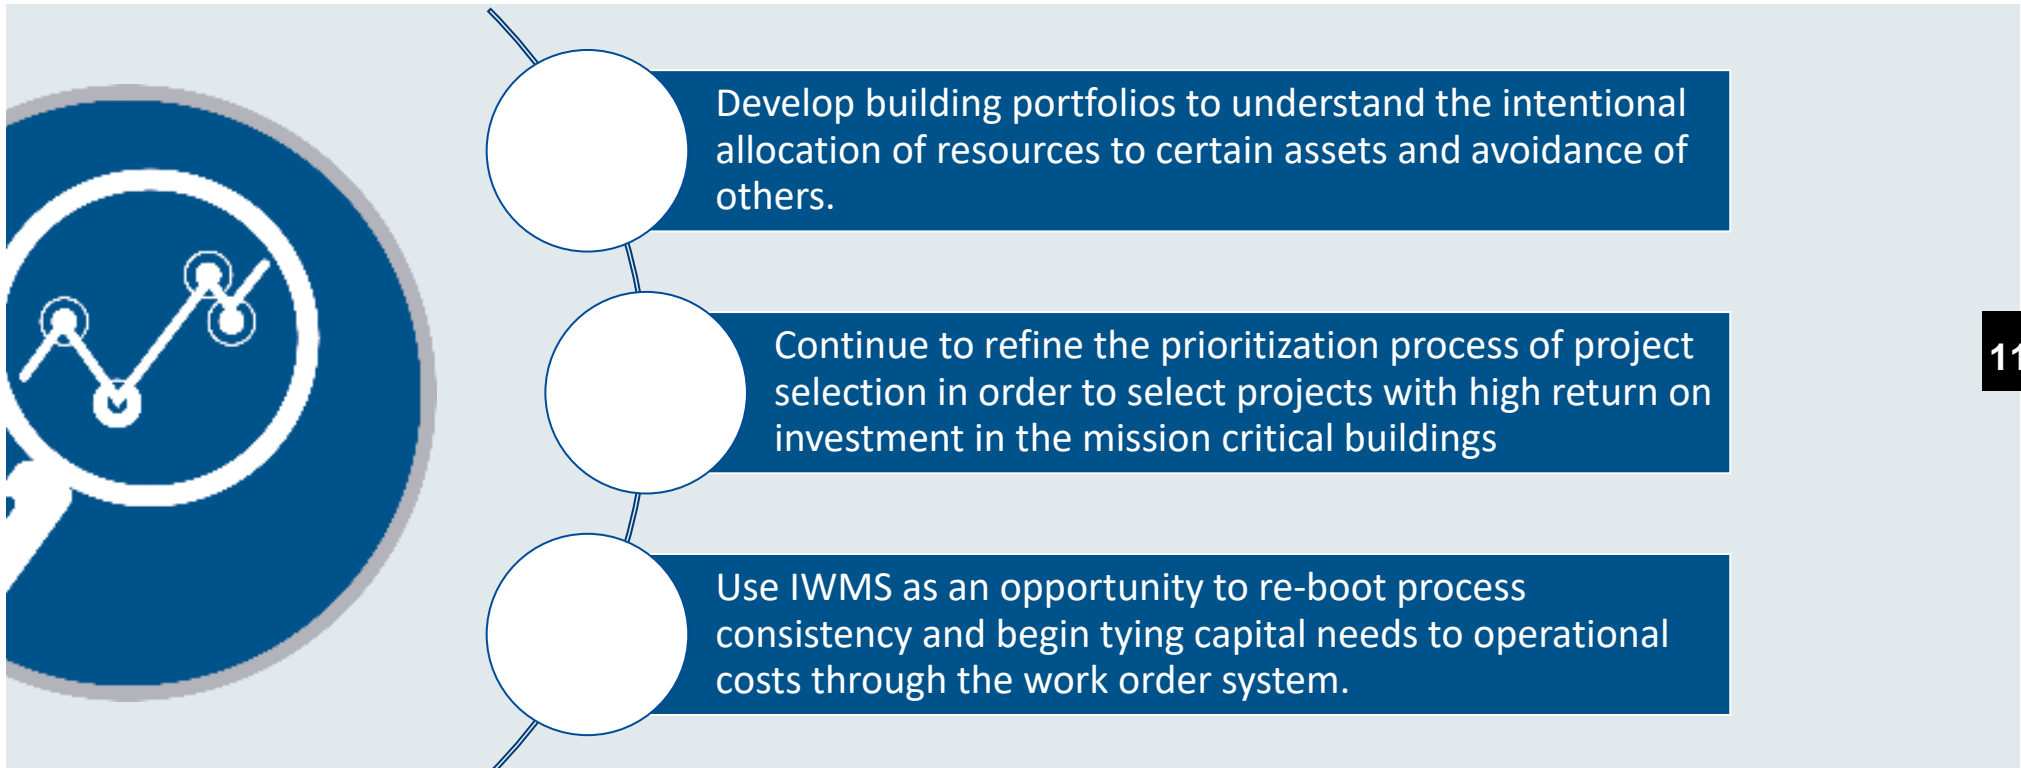 Develop building portfolios to understand the intentional
allocation of resources to certain assets and avoidance of
others.
Continue to refine the prioritization process of project
selection in order to select projects with high return on
investment in the mission critical buildings
11
Use IWMS as an opportunity to re-boot process
consistency and begin tying capital needs to operational
costs through the work order system.